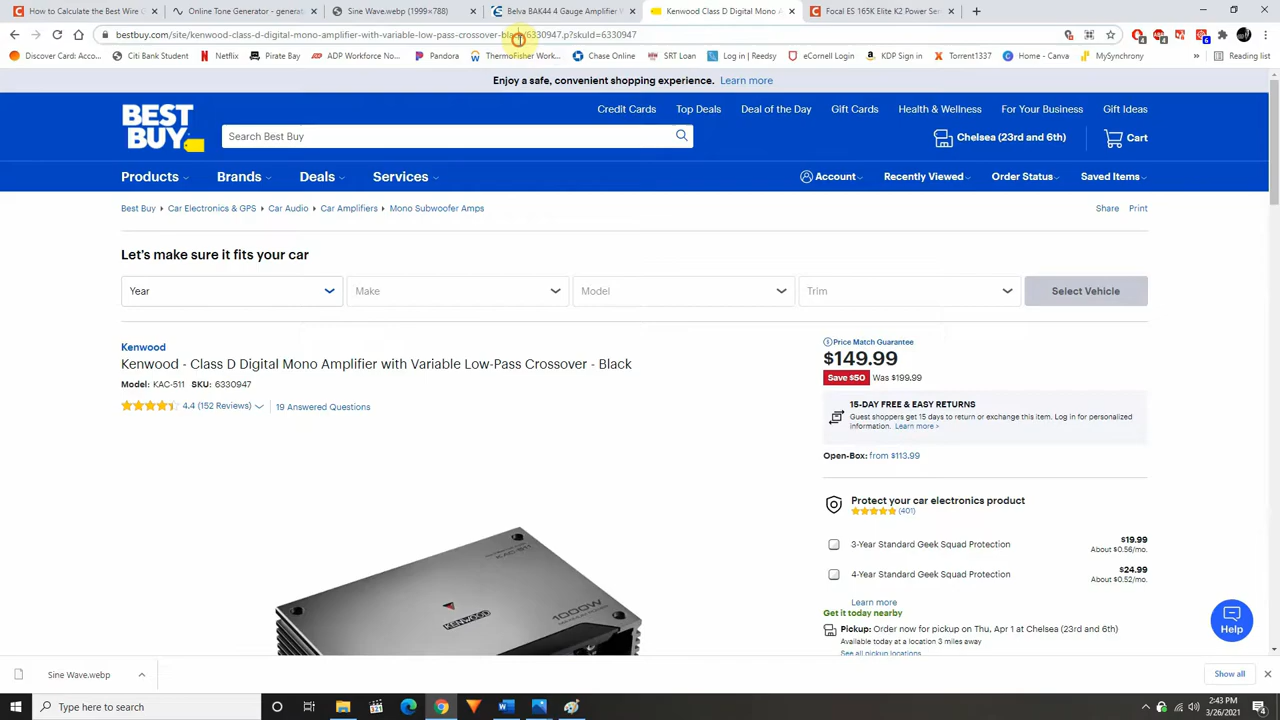 How to Calculate the Best Wire G
Online Tone Generator - generat
Sine Wave.webp (1999×788)
Belva BAK44 4 Gauge Amplifier W
Kenwood Class D Digital Mono A
Focal ES 165K Elite K2 Power Ser
bestbuy.com/site/kenwood-class-d-digital-mono-amplifier-with-variable-low-pass-crossover-black/6330947.p?skuId=6330947
Discover Card: Acco...
Citi Bank Student
Netflix
Pirate Bay
ADP Workforce No...
Pandora
ThermoFisher Work...
Chase Online
SRT Loan
Log in | Reedsy
eCornell Login
KDP Sign in
Torrent1337
Home - Canva
MySynchrony
Reading list
Enjoy a safe, convenient shopping experience. Learn more
Credit Cards Top Deals Deal of the Day Gift Cards Health & Wellness For Your Business Gift Ideas
BEST BUY
Search Best Buy
Chelsea (23rd and 6th)
Cart
Products Brands Deals Services
Account Recently Viewed Order Status Saved Items
Best Buy Car Electronics & GPS Car Audio Car Amplifiers Mono Subwoofer Amps
Share Print
Let's make sure it fits your car
Year Make Model Trim Select Vehicle
Kenwood
Kenwood - Class D Digital Mono Amplifier with Variable Low-Pass Crossover - Black
Model: KAC-511 SKU: 6330947
4.4 (152 Reviews) 19 Answered Questions
Price Match Guarantee
$149.99
Save $50 Was $199.99
15-DAY FREE & EASY RETURNS
Guest shoppers get 15 days to return or exchange this item. Log in for personalized
information. Learn more >
Open-Box: from $113.99
Protect your car electronics product
(401)
3-Year Standard Geek Squad Protection
$19.99
About $0.56/mo.
4-Year Standard Geek Squad Protection
$24.99
About $0.52/mo.
Learn more
Get it today nearby
Pickup: Order now for pickup on Thu, Apr 1 at Chelsea (23rd and 6th)
Available today at a location 3 miles away
See all pickup locations
KENWOOD
1000W
Help
Sine Wave.webp
Show all
Type here to search
2:43 PM
3/26/2021